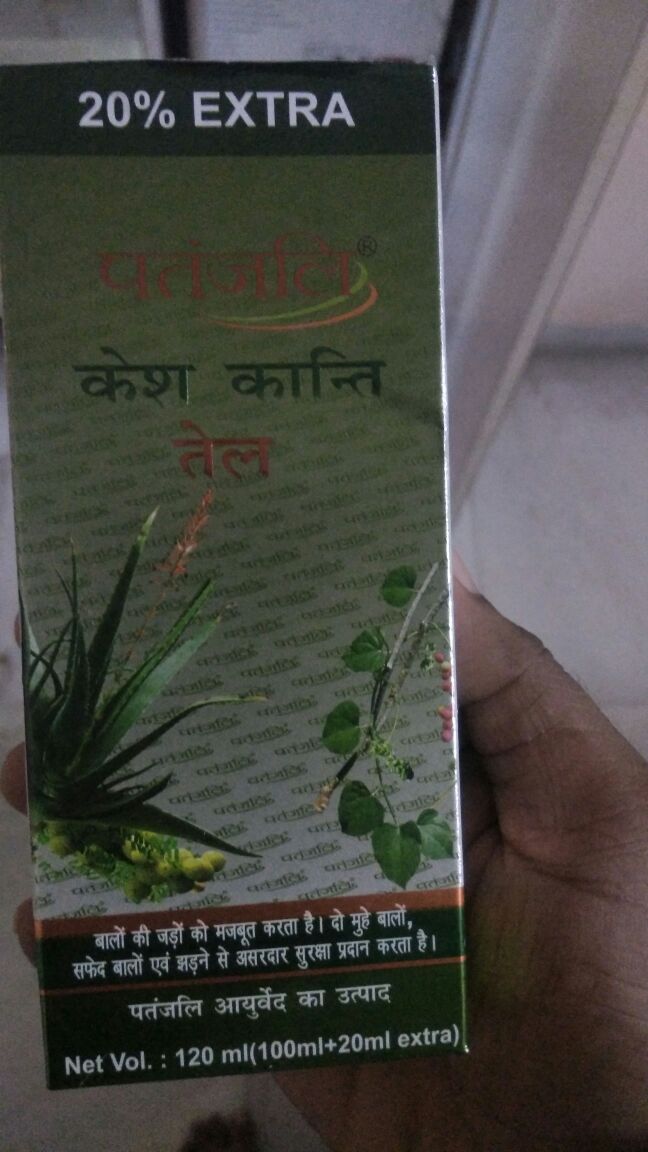 20% EXTRA
पतंजलि®
केश कान्ति
तेल
बालों की जड़ों को मजबूत करता है। दो मुहे बालों,
सफेद बालों एवं झड़ने से असरदार सुरक्षा प्रदान करता है।
पतंजलि आयुर्वेद का उत्पाद
Net Vol. : 120 ml(100ml+20ml extra)